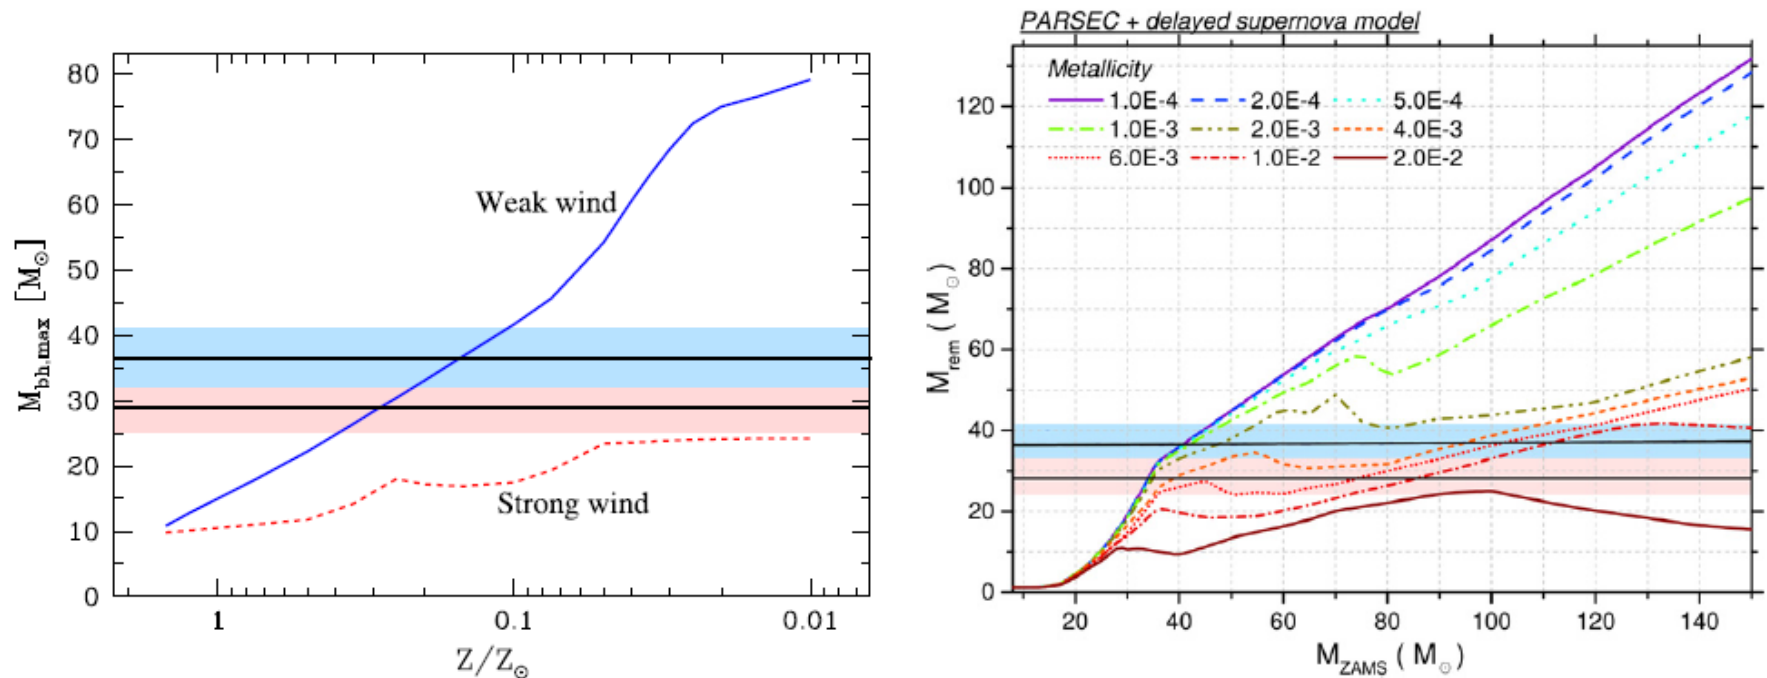 80
70
60
50
40
30
20
10
0
M_bh,max [M_⊙]
Weak wind
Strong wind
1
0.1
0.01
Z/Z_⊙
PARSEC + delayed supernova model
Metallicity
1.0E-4 2.0E-4 5.0E-4
1.0E-3 2.0E-3 4.0E-3
6.0E-3 1.0E-2 2.0E-2
120
100
80
60
40
20
0
M_rem ( M_⊙ )
20 40 60 80 100 120 140
M_ZAMS ( M_⊙ )